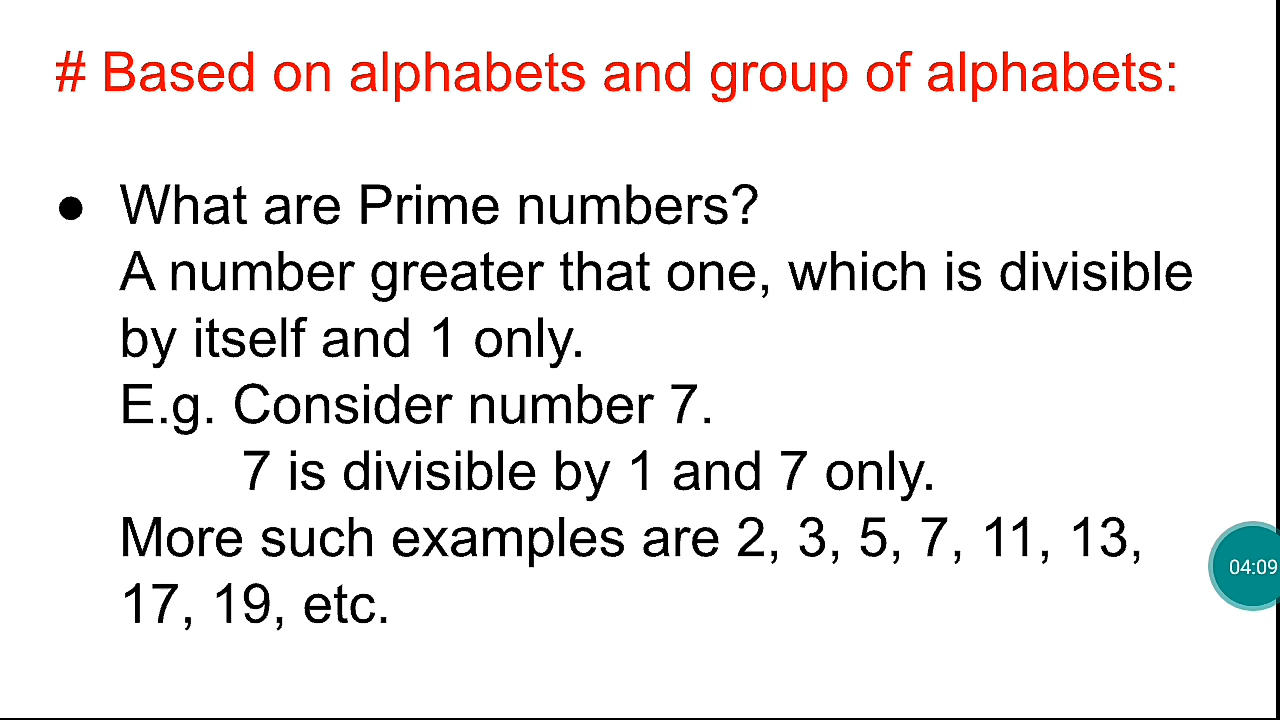 # Based on alphabets and group of alphabets:
● What are Prime numbers?
A number greater that one, which is divisible
by itself and 1 only.
E.g. Consider number 7.
7 is divisible by 1 and 7 only.
More such examples are 2, 3, 5, 7, 11, 13,
17, 19, etc.
04:09